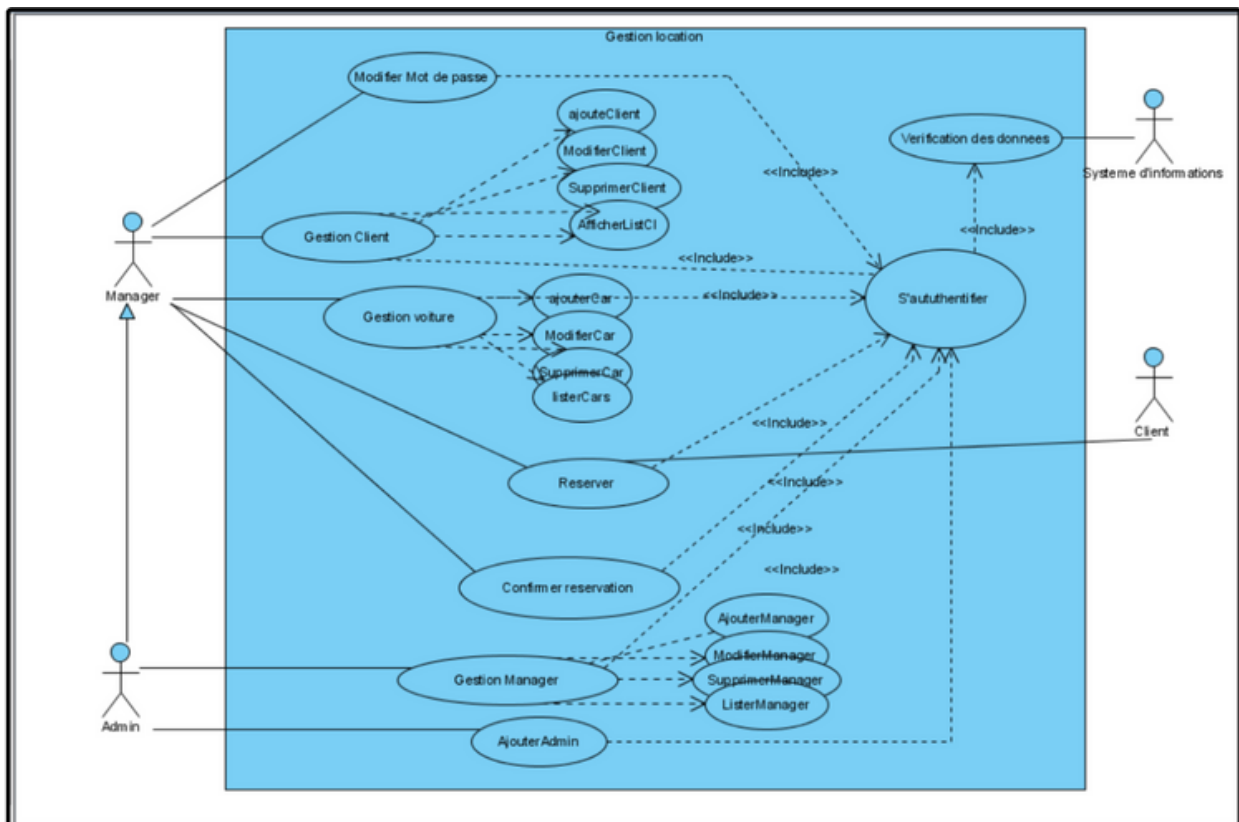 Gestion location
Modifier Mot de passe
ajouteClient
ModifierClient
SupprimerClient
AfficherListCl
Verification des donnees
Systeme d'informations
<<Include>>
<<Include>>
Gestion Client
Manager
<<Include>>
S'aututhentifier
ajouterCar
<<Include>>
Gestion voiture
ModifierCar
SupprimerCar
listerCars
Client
<<Include>>
Reserver
<<Include>>
<<Include>>
Confirmer reservation
<<Include>>
AjouterManager
ModifierManager
Gestion Manager
SupprimerManager
ListerManager
Admin
AjouterAdmin